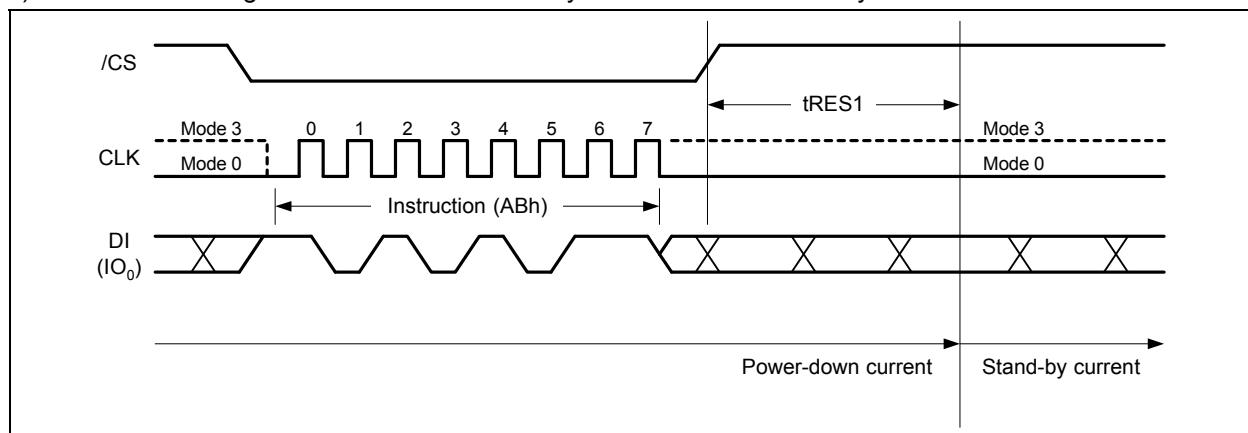 /CS
tRES1
Mode 3 0 1 2 3 4 5 6 7 Mode 3
CLK
Mode 0 Mode 0
Instruction (ABh)
DI
(IO₀)
Power-down current Stand-by current